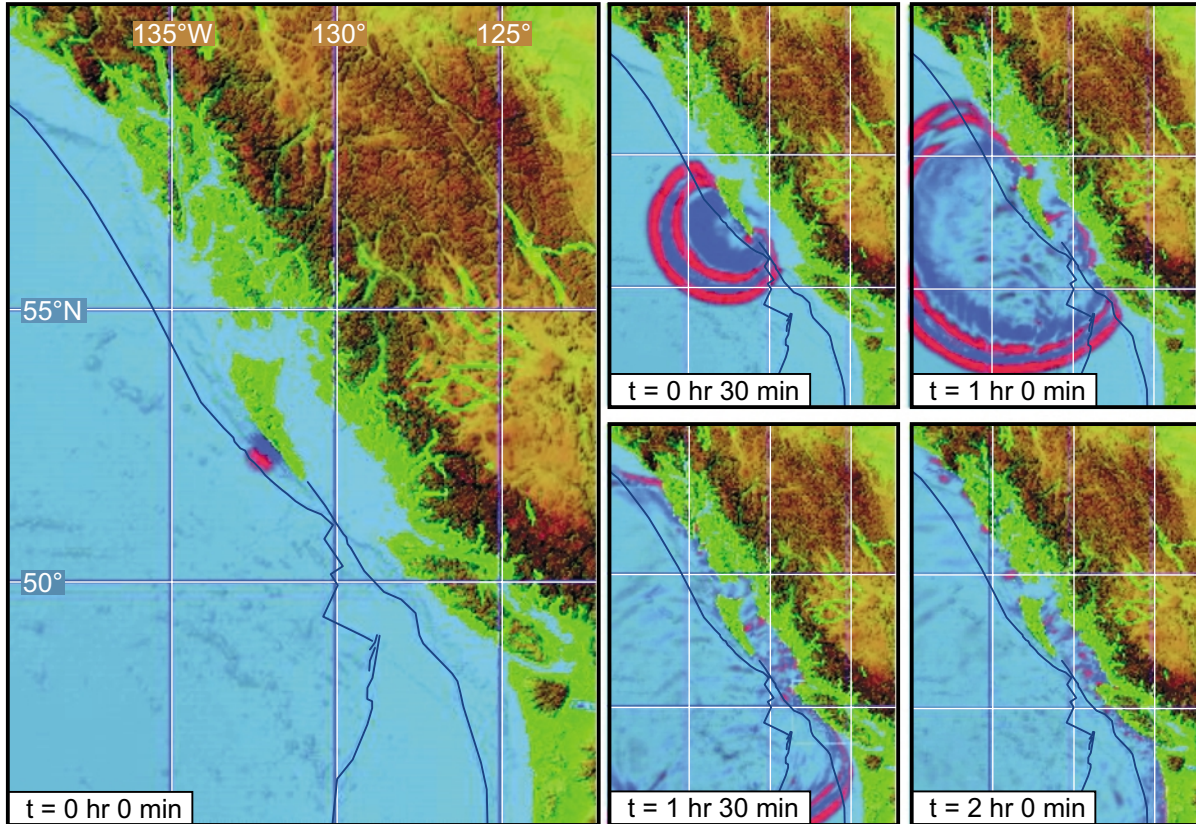 135°W 130° 125°
55°N
50°
t = 0 hr 0 min
t = 0 hr 30 min
t = 1 hr 0 min
t = 1 hr 30 min
t = 2 hr 0 min